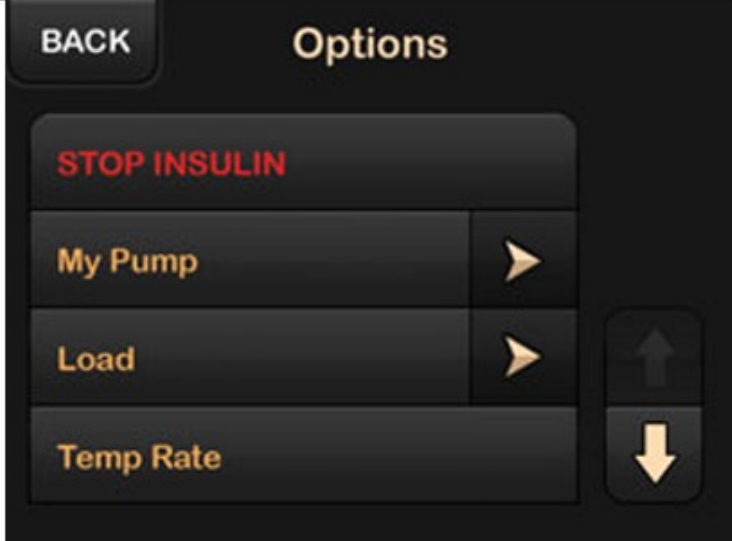 BACK
Options
STOP INSULIN
My Pump
Load
Temp Rate